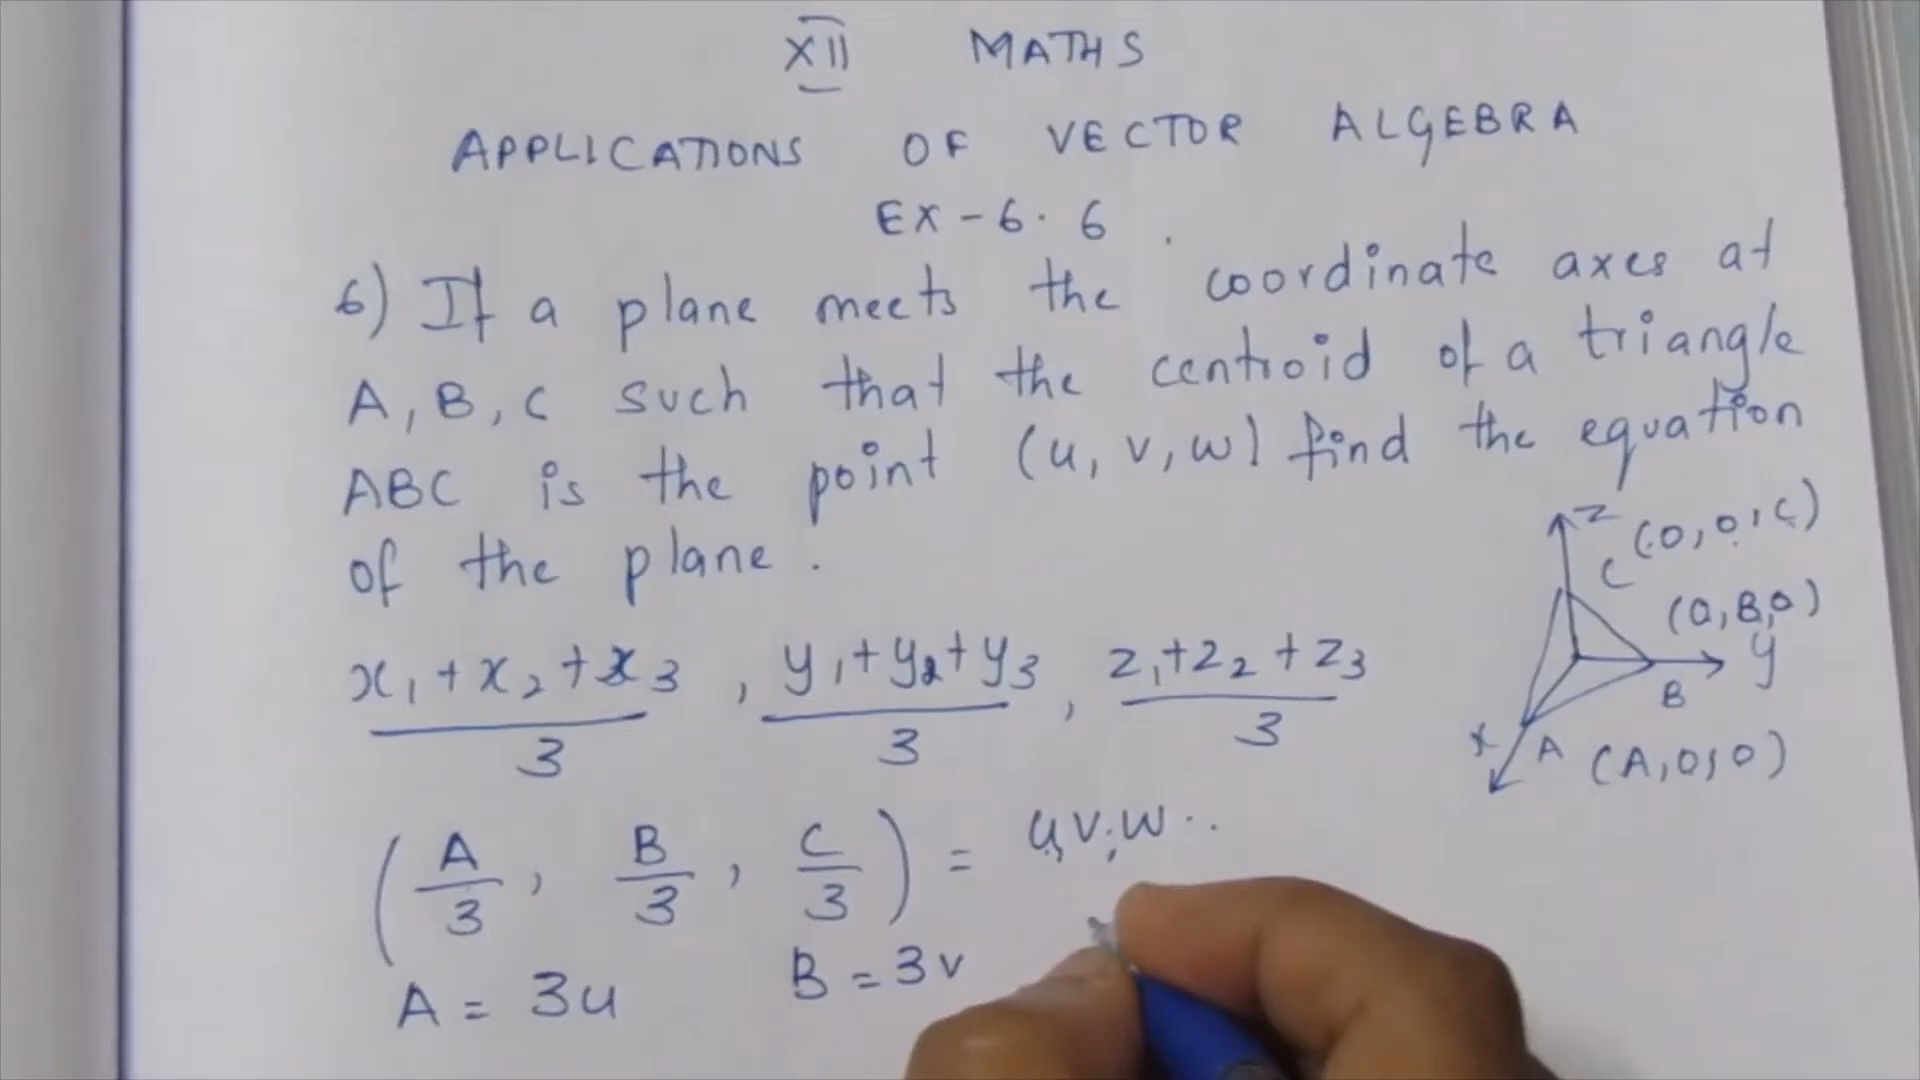 XII MATHS
APPLICATIONS OF VECTOR ALGEBRA
EX-6.6
6) If a plane meets the coordinate axes at
A, B, C such that the centroid of a triangle
ABC is the point (u, v, w) find the equation
of the plane.
x₁+x₂+x₃/3, y₁+y₂+y₃/3, z₁+z₂+z₃/3
(A/3, B/3, C/3) = u,v,w..
A = 3u B = 3v
Z
C (0,0,C)
(0,B,0)
y
B
x A (A,0,0)